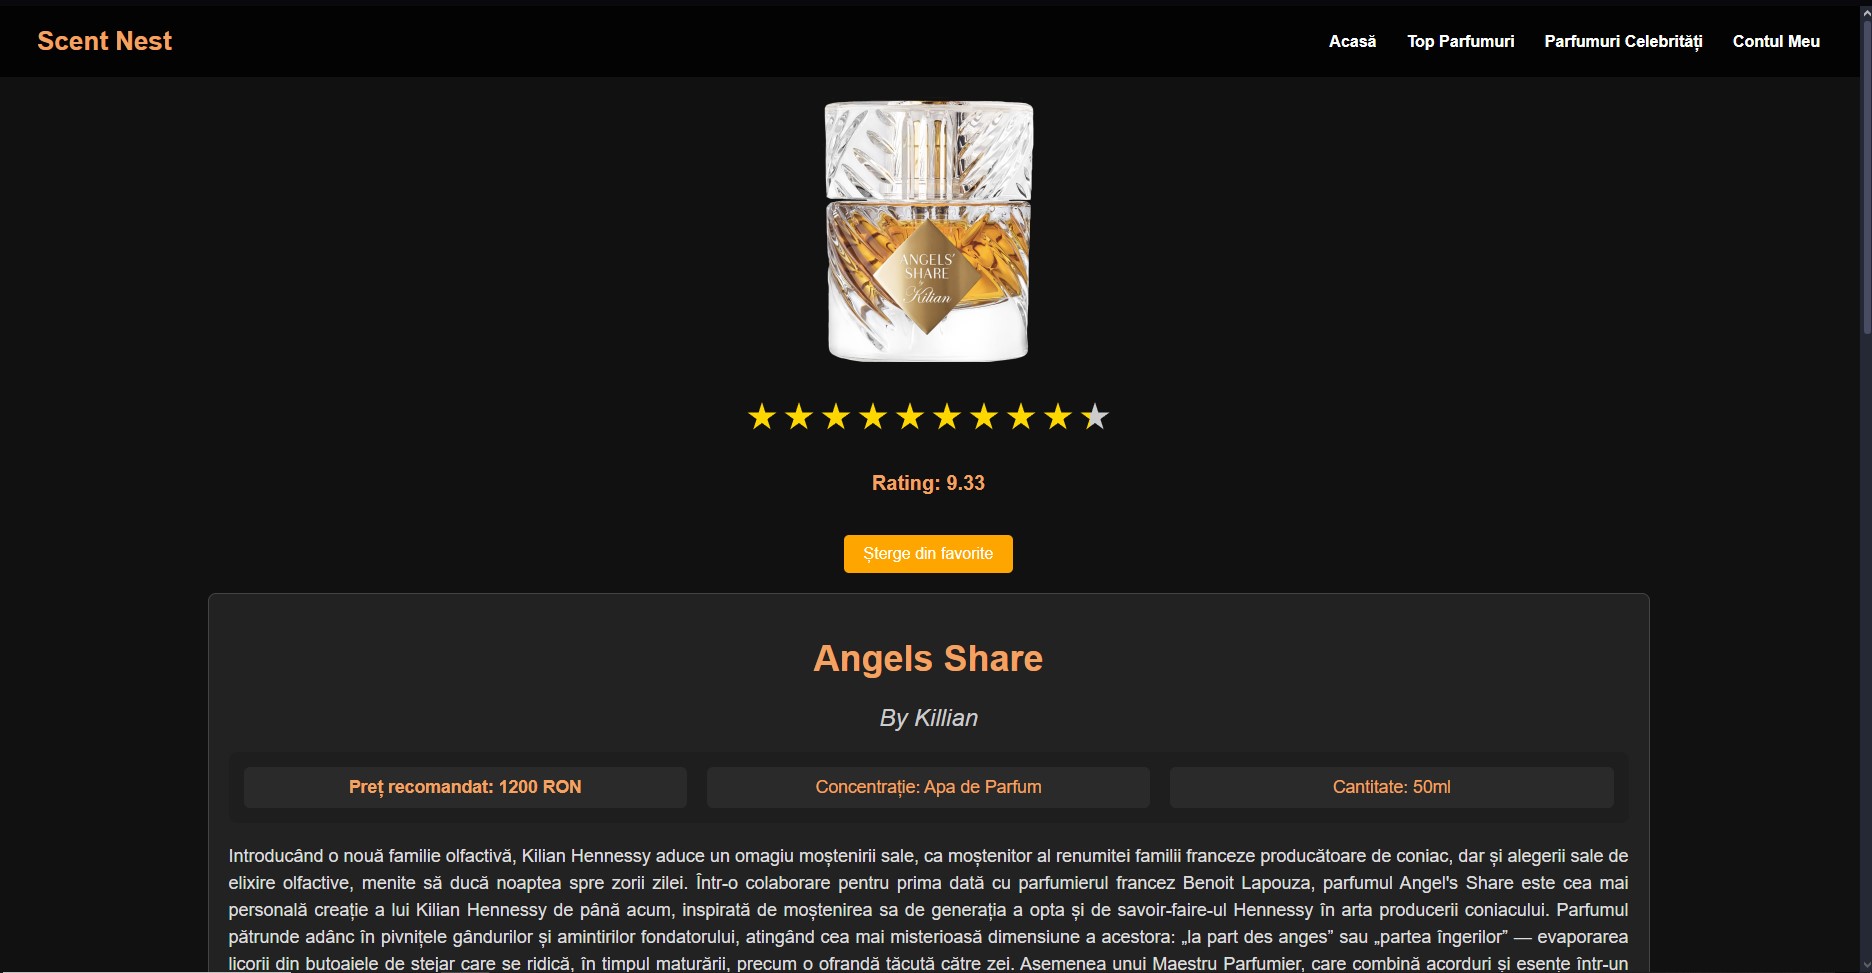 Scent Nest
Acasă Top Parfumuri Parfumuri Celebrități Contul Meu
ANGELS'
SHARE
by
Kilian
Rating: 9.33
Șterge din favorite
Angels Share
By Killian
Preț recomandat: 1200 RON
Concentrație: Apa de Parfum
Cantitate: 50ml
Introducând o nouă familie olfactivă, Kilian Hennessy aduce un omagiu moștenirii sale, ca moștenitor al renumitei familii franceze producătoare de coniac, dar și alegerii sale de
elixire olfactive, menite să ducă noaptea spre zorii zilei. Într-o colaborare pentru prima dată cu parfumierul francez Benoit Lapouza, parfumul Angel's Share este cea mai
personală creație a lui Kilian Hennessy de până acum, inspirată de moștenirea sa de generația a opta și de savoir-faire-ul Hennessy în arta producerii coniacului. Parfumul
pătrunde adânc în pivnițele gândurilor și amintirilor fondatorului, atingând cea mai misterioasă dimensiune a acestora: „la part des anges” sau „partea îngerilor” — evaporarea
licorii din butoaiele de stejar care se ridică, în timpul maturării, precum o ofrandă tăcută către zei. Asemenea unui Maestru Parfumier, care combină acorduri și esențe într-un